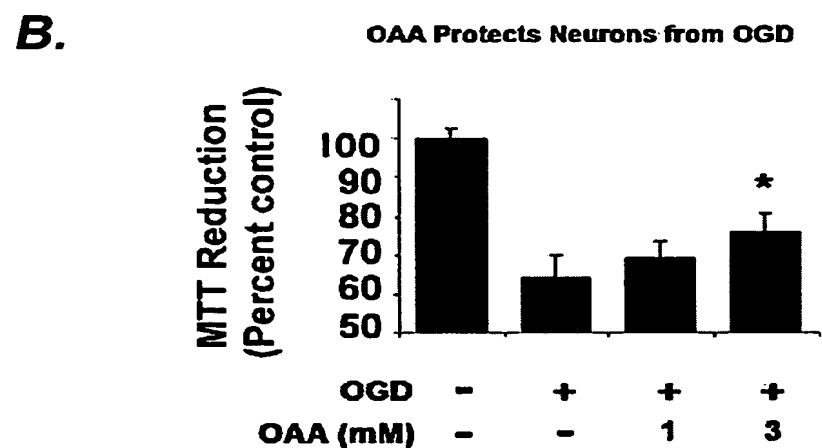 B.
OAA Protects Neurons from OGD
MTT Reduction
(Percent control)
100
90
80
70
60
50
*
OGD - + + +
OAA (mM) - - 1 3